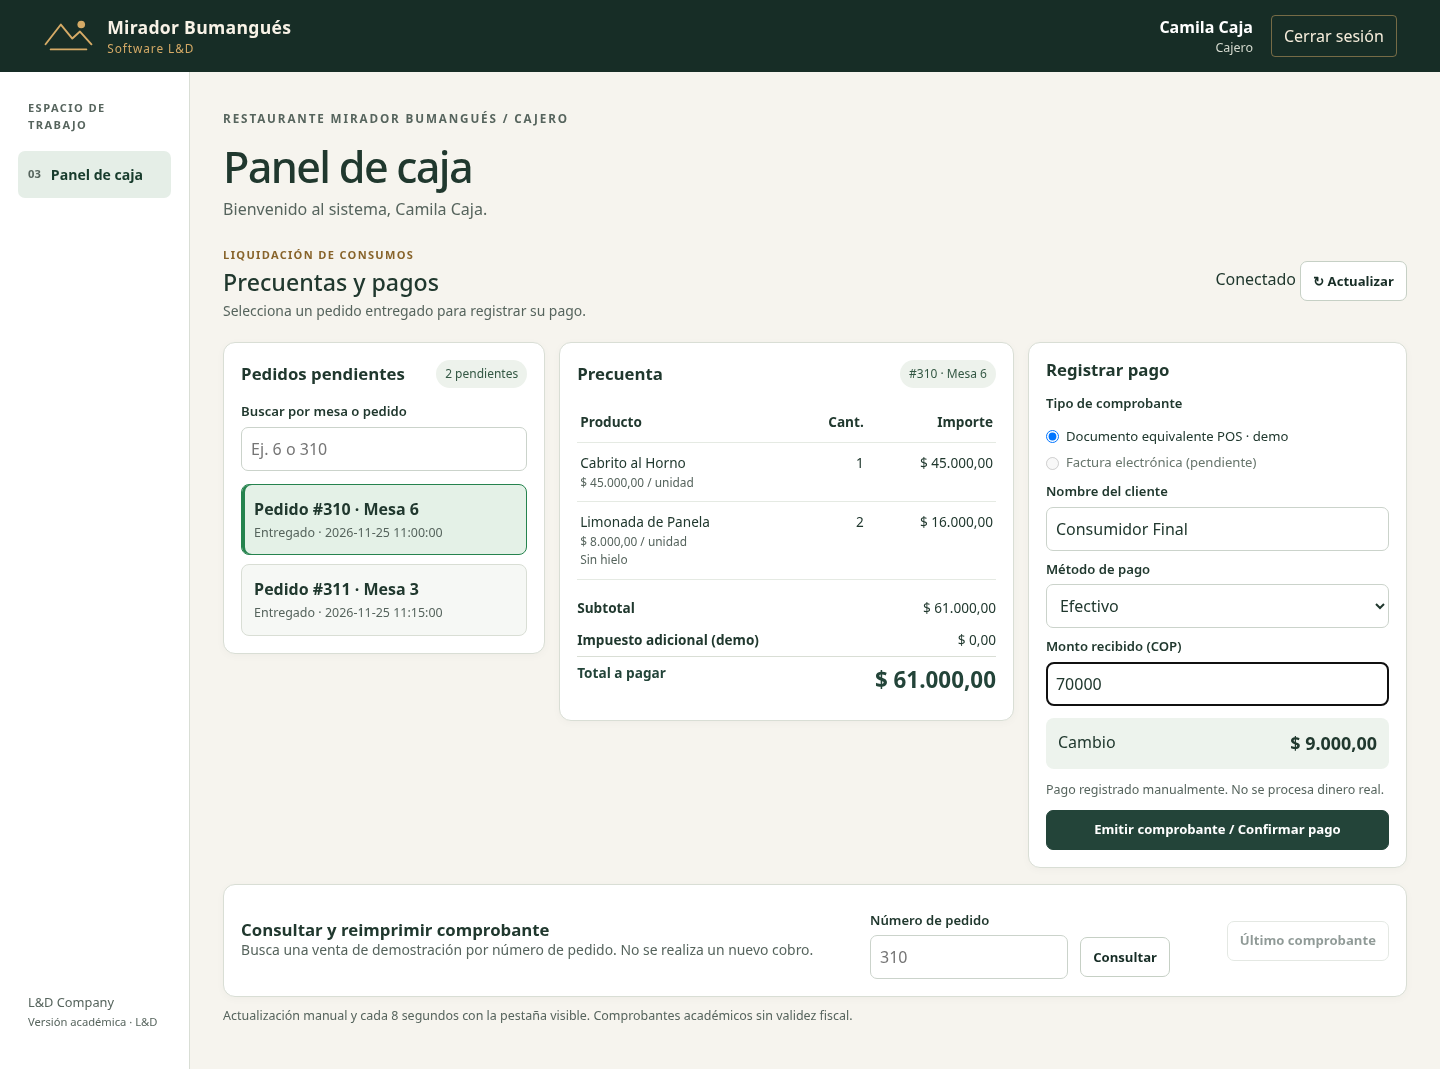 Mirador Bumangués
Software L&D
Camila Caja
Cajero
Cerrar sesión
ESPACIO DE
TRABAJO
03 Panel de caja
L&D Company
Versión académica · L&D
RESTAURANTE MIRADOR BUMANGUÉS / CAJERO
Panel de caja
Bienvenido al sistema, Camila Caja.
LIQUIDACIÓN DE CONSUMOS
Precuentas y pagos
Selecciona un pedido entregado para registrar su pago.
Conectado
↻ Actualizar
Pedidos pendientes
2 pendientes
Buscar por mesa o pedido
Ej. 6 o 310
Pedido #310 · Mesa 6
Entregado · 2026-11-25 11:00:00
Pedido #311 · Mesa 3
Entregado · 2026-11-25 11:15:00
Precuenta
#310 · Mesa 6
Producto Cant. Importe
Cabrito al Horno 1 $ 45.000,00
$ 45.000,00 / unidad
Limonada de Panela 2 $ 16.000,00
$ 8.000,00 / unidad
Sin hielo
Subtotal $ 61.000,00
Impuesto adicional (demo) $ 0,00
Total a pagar $ 61.000,00
Registrar pago
Tipo de comprobante
Documento equivalente POS · demo
Factura electrónica (pendiente)
Nombre del cliente
Consumidor Final
Método de pago
Efectivo
Monto recibido (COP)
70000
Cambio $ 9.000,00
Pago registrado manualmente. No se procesa dinero real.
Emitir comprobante / Confirmar pago
Consultar y reimprimir comprobante
Busca una venta de demostración por número de pedido. No se realiza un nuevo cobro.
Número de pedido
310
Consultar
Último comprobante
Actualización manual y cada 8 segundos con la pestaña visible. Comprobantes académicos sin validez fiscal.